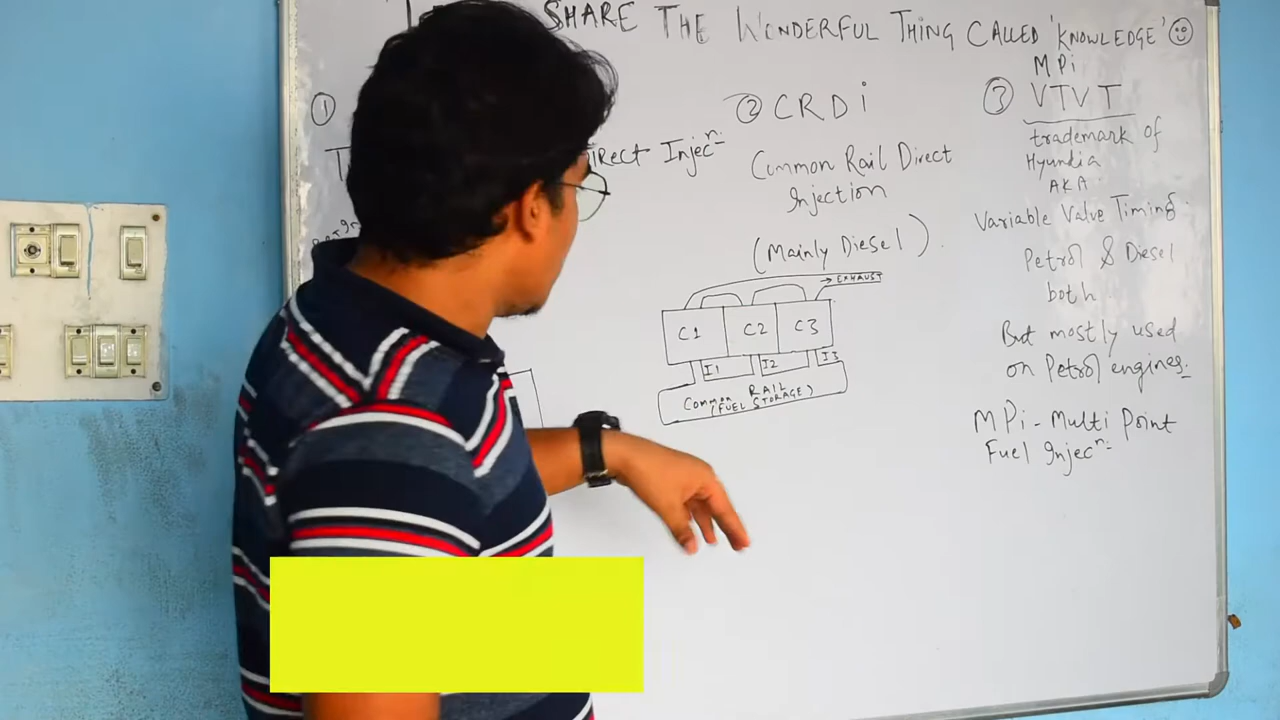 SHARE THE WONDERFUL THING CALLED 'KNOWLEDGE'
①
DIRECT Injecⁿ.
② CRDi
Common Rail Direct
Injection
(Mainly Diesel).
→ EXHAUST
C1 C2 C3
I1 I2 I3
COMMON RAIL
(FUEL STORAGE)
MPi
③ VTVT
trademark of
Hyundia
AKA
Variable Valve Timing
Petrol & Diesel
both
But mostly used
on Petrol engines.
MPi - Multi Point
Fuel Injecⁿ.